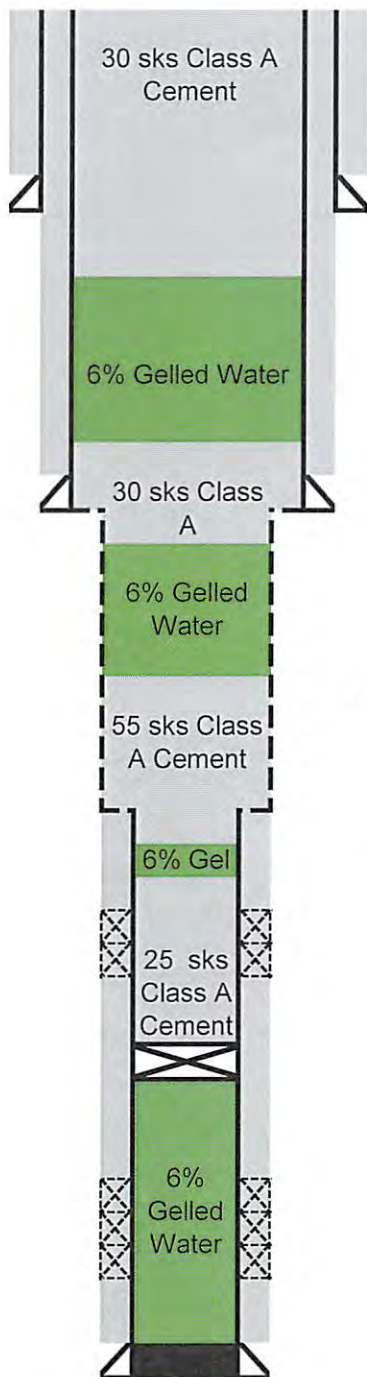 30 sks Class A
Cement
6% Gelled Water
30 sks Class
A
6% Gelled
Water
55 sks Class
A Cement
6% Gel
25 sks
Class A
Cement
6%
Gelled
Water